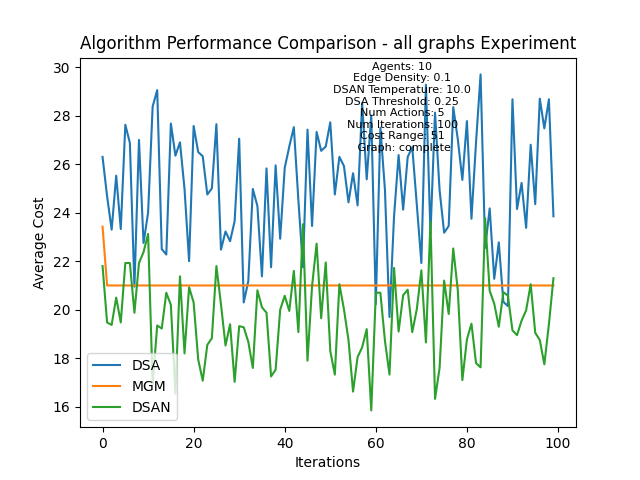 Algorithm Performance Comparison - all graphs Experiment
Agents: 10
Edge Density: 0.1
DSAN Temperature: 10.0
DSA Threshold: 0.25
Num Actions: 5
Num Iterations: 100
Cost Range: 51
Graph: complete
30
28
26
24
22
20
18
16
Average Cost
DSA
MGM
DSAN
0
20
40
60
80
100
Iterations